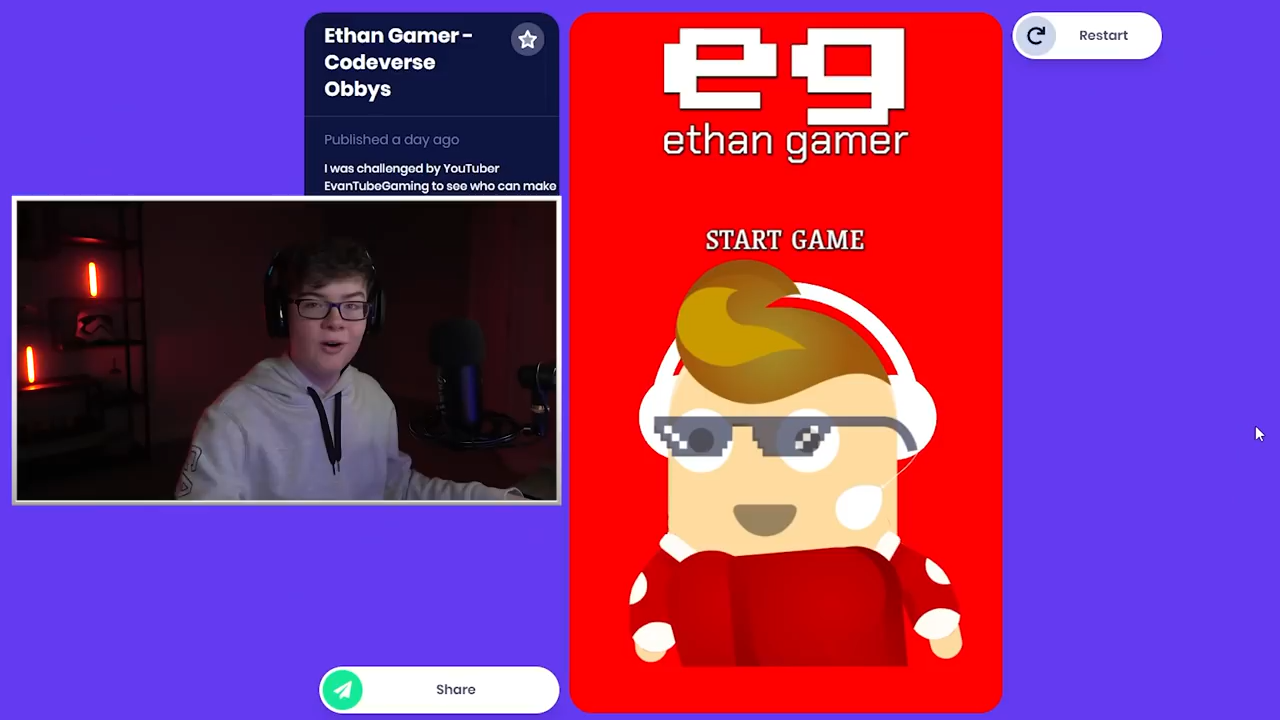 Ethan Gamer -
Codeverse
Obbys
Published a day ago
I was challenged by YouTuber
EvanTubeGaming to see who can make
Share
eg
ethan gamer
START GAME
Restart